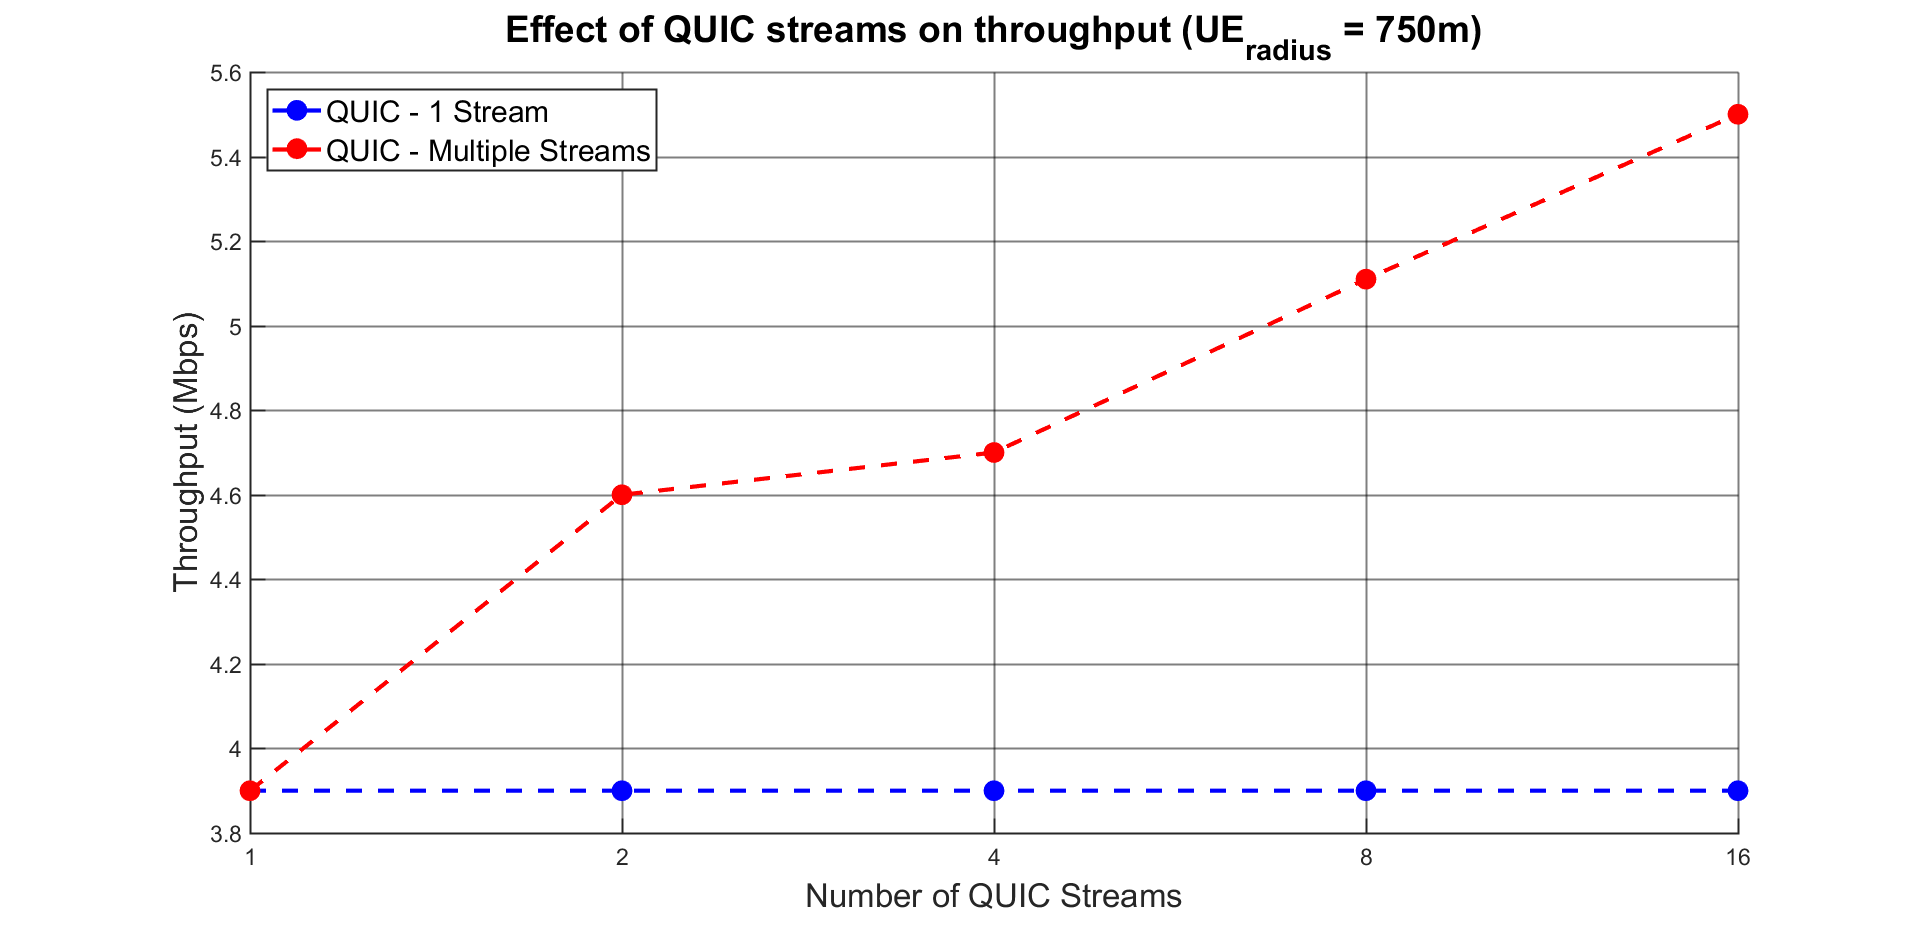 Effect of QUIC streams on throughput (UE_radius = 750m)
5.6
QUIC - 1 Stream
QUIC - Multiple Streams
5.4
5.2
5
4.8
4.6
4.4
4.2
4
3.8
Throughput (Mbps)
1 2 4 8 16
Number of QUIC Streams